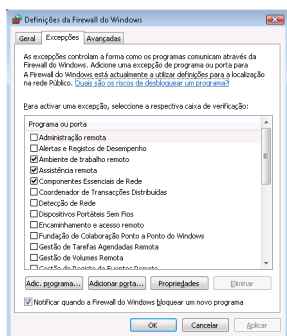 Definições da Firewall do Windows
Geral
Excepções
Avançadas
As excepções controlam a forma como os programas comunicam através da
Firewall do Windows. Adicione uma excepção de programa ou porta para
A Firewall do Windows está actualmente a utilizar definições para a localização
na rede Público. Quais são os riscos de desbloquear um programa?
Para activar uma excepção, seleccione a respectiva caixa de verificação:
Programa ou porta
Administração remota
Alertas e Registos de Desempenho
Ambiente de trabalho remoto
Assistência remota
Componentes Essenciais de Rede
Coordenador de Transacções Distribuídas
Detecção de Rede
Dispositivos Portáteis Sem Fios
Encaminhamento e acesso remoto
Fundação de Colaboração Ponto a Ponto do Windows
Gestão de Tarefas Agendadas Remota
Gestão de Volumes Remota
Gestão de Registo de Eventos Remota
Adic. programa...
Adicionar porta...
Propriedades
Eliminar
Notificar quando a Firewall do Windows bloquear um novo programa
OK
Cancelar
Aplicar